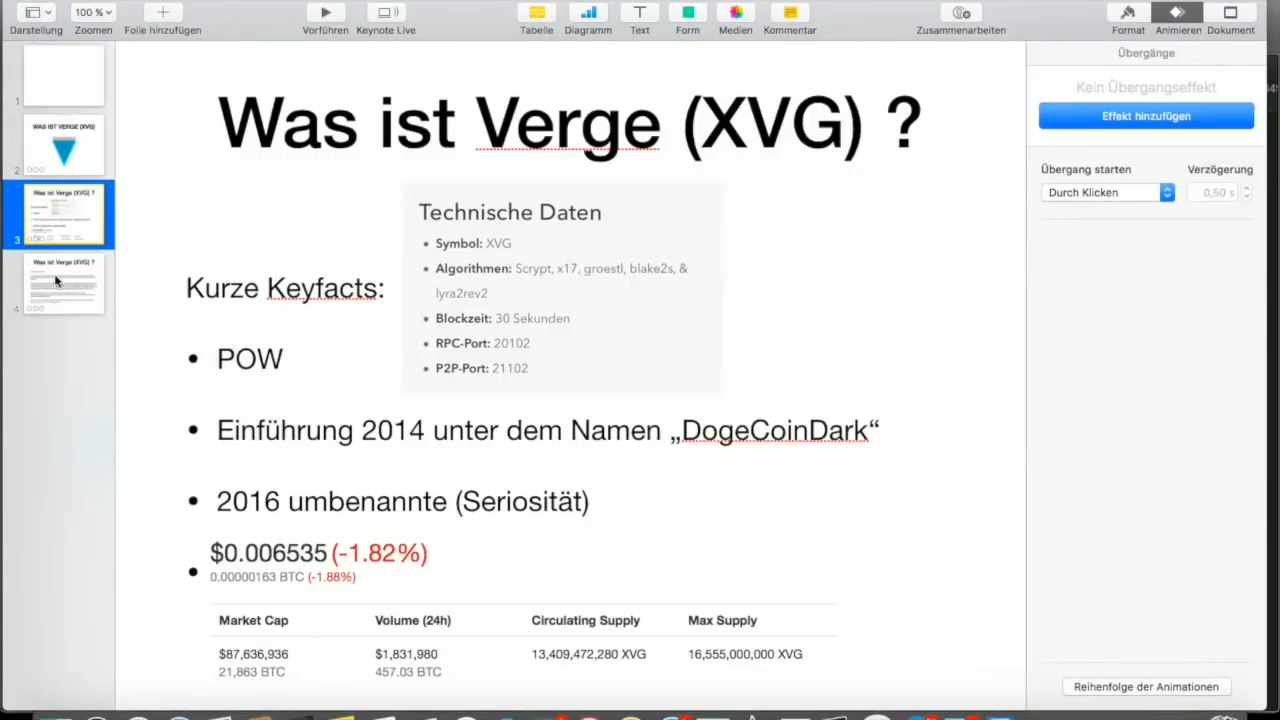 100 %
Darstellung
Zoomen
Folie hinzufügen
Vorführen
Keynote Live
Tabelle
Diagramm
Text
Form
Medien
Kommentar
Zusammenarbeiten
Format
Animieren
Dokument
1
WAS IST VERGE (XVG)
2
Was ist Verge (XVG) ?
3
Was ist Verge (XVG) ?
4
Was ist Verge (XVG) ?
Technische Daten
• Symbol: XVG
• Algorithmen: Scrypt, x17, groestl, blake2s, &
lyra2rev2
• Blockzeit: 30 Sekunden
• RPC-Port: 20102
• P2P-Port: 21102
Kurze Keyfacts:
• POW
• Einführung 2014 unter dem Namen „DogeCoinDark“
• 2016 umbenannte (Seriosität)
• $0.006535 (-1.82%)
0.00000163 BTC (-1.88%)
Market Cap Volume (24h) Circulating Supply Max Supply
$87,636,936 $1,831,980 13,409,472,280 XVG 16,555,000,000 XVG
21,863 BTC 457.03 BTC
Übergänge
Kein Übergangseffekt
Effekt hinzufügen
Übergang starten Verzögerung
Durch Klicken 0,50 s
Reihenfolge der Animationen